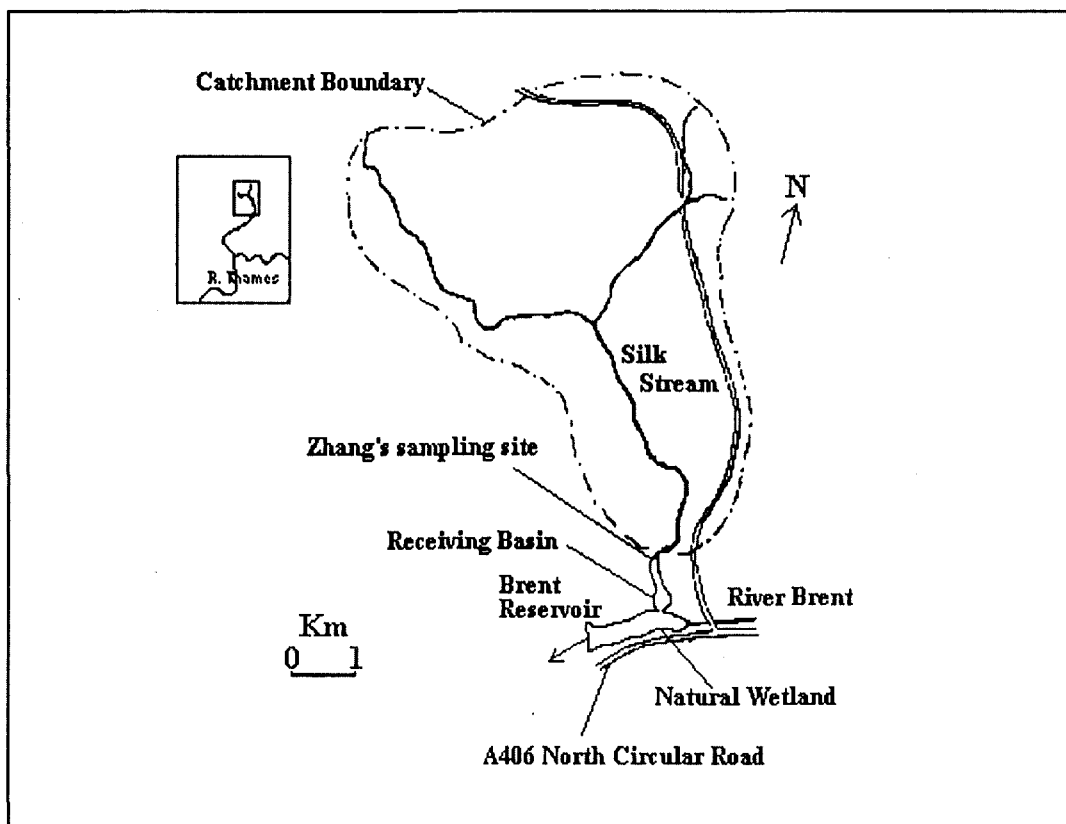 Catchment Boundary
N
R. Thames
Silk
Stream
Zhang's sampling site
Receiving Basin
Brent
Reservoir
River Brent
Km
0 1
Natural Wetland
A406 North Circular Road